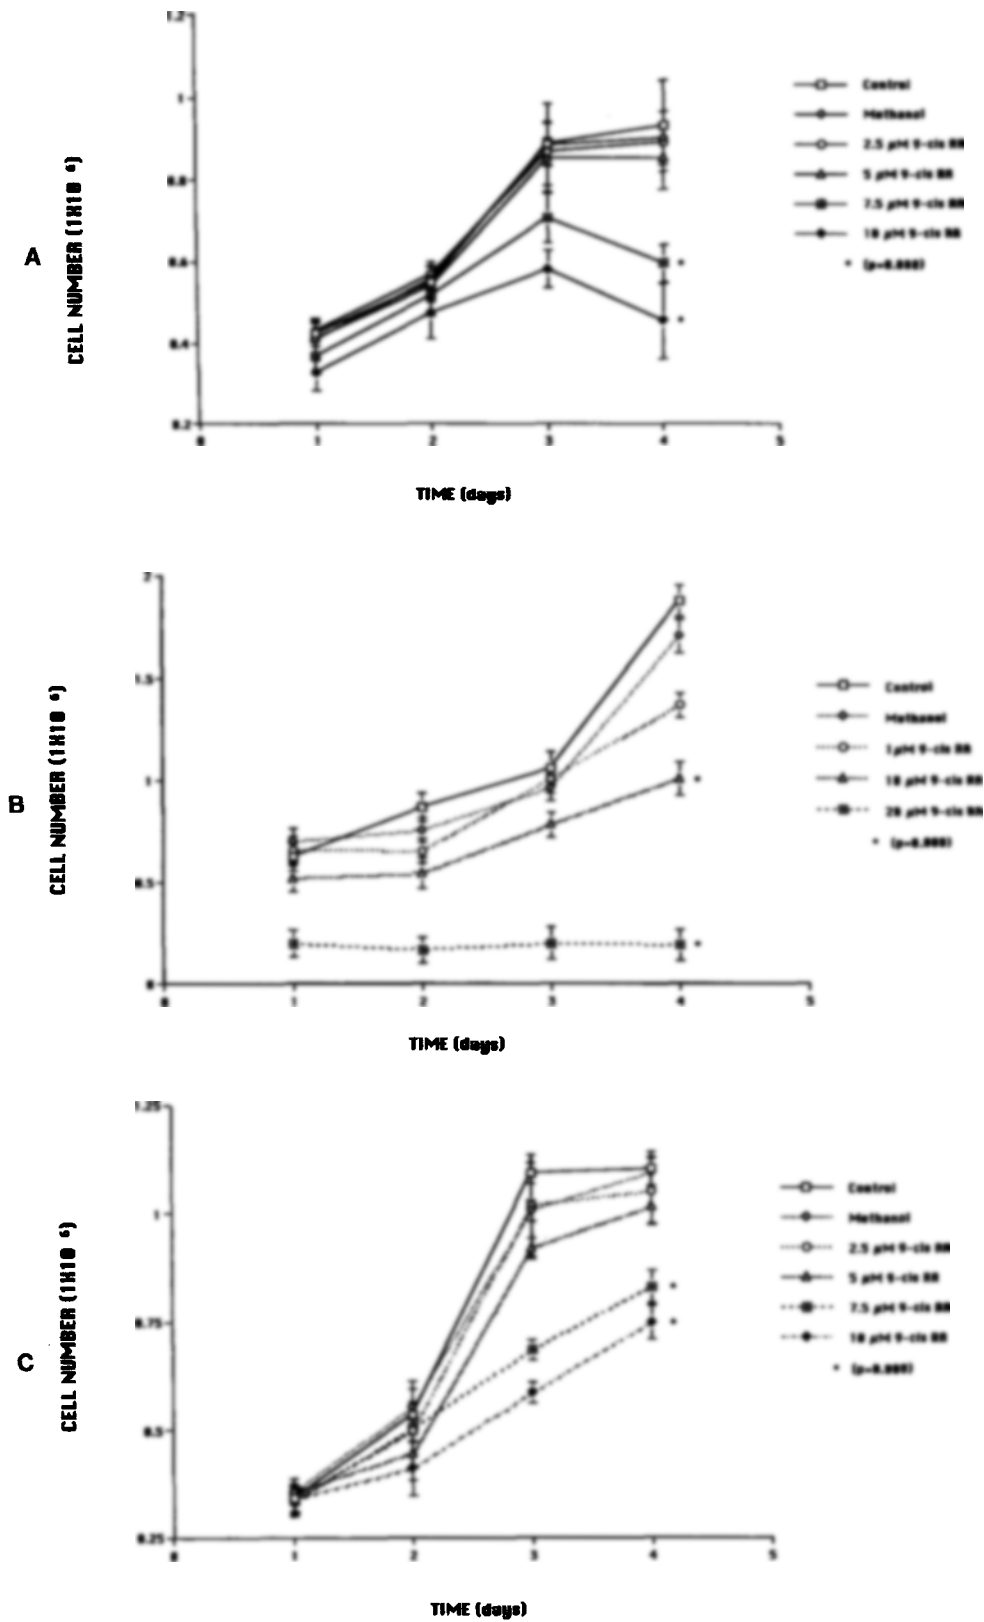 1.2
1
0.8
0.6
0.4
0.2
0 1 2 3 4 5
A
CELL NUMBER (1X10 6)
TIME (days)
Control
Methanol
2.5 µM 9-cis RA
5 µM 9-cis RA
7.5 µM 9-cis RA
10 µM 9-cis RA
* *
2
1.5
1
0.5
0
0 1 2 3 4 5
B
CELL NUMBER (1X10 6)
TIME (days)
Control
Methanol
1µM 9-cis RA
10 µM 9-cis RA
20 µM 9-cis RA
* *
1.25
1
0.75
0.5
0.25
0 1 2 3 4 5
C
CELL NUMBER (1X10 6)
TIME (days)
Control
Methanol
2.5 µM 9-cis RA
5 µM 9-cis RA
7.5 µM 9-cis RA
10 µM 9-cis RA
* *